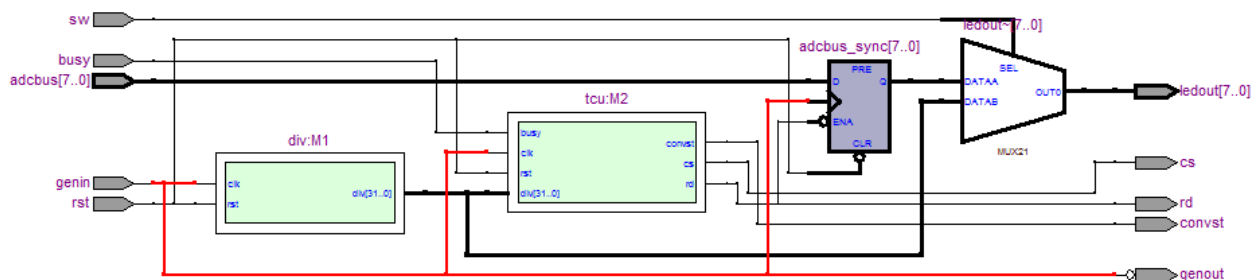 sw
ledout~[7..0]
busy
adcbus_sync[7..0]
adcbus[7..0]
PRE
SEL
D
Q
DATAA
OUT0
ledout[7..0]
DATAB
tcu:M2
ENA
busy
convst
CLR
MUX21
div:M1
clk
cs
cs
genin
clk
rst
rd
rst
rst
div[31..0]
div[31..0]
rd
convst
genout